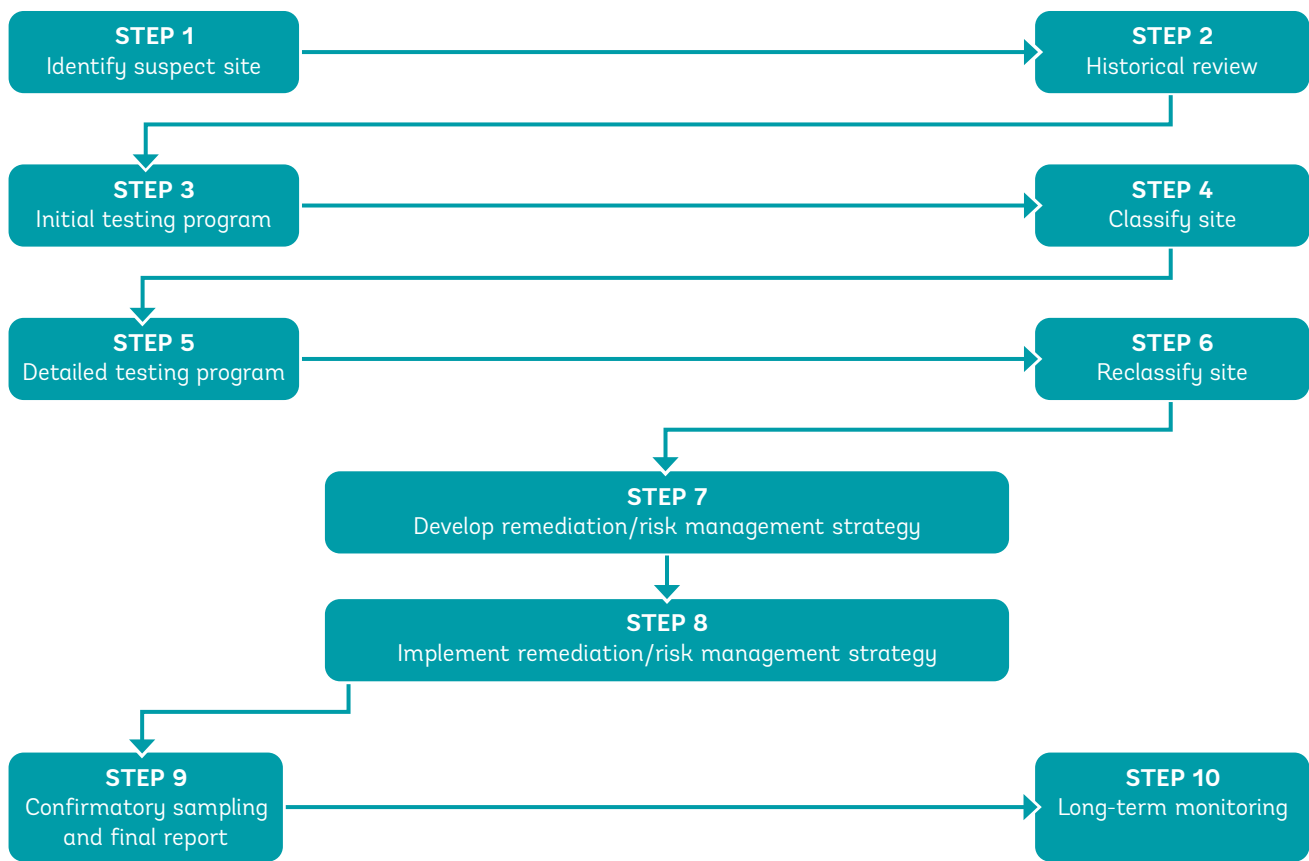 STEP 1
Identify suspect site
STEP 2
Historical review
STEP 3
Initial testing program
STEP 4
Classify site
STEP 5
Detailed testing program
STEP 6
Reclassify site
STEP 7
Develop remediation/risk management strategy
STEP 8
Implement remediation/risk management strategy
STEP 9
Confirmatory sampling
and final report
STEP 10
Long-term monitoring